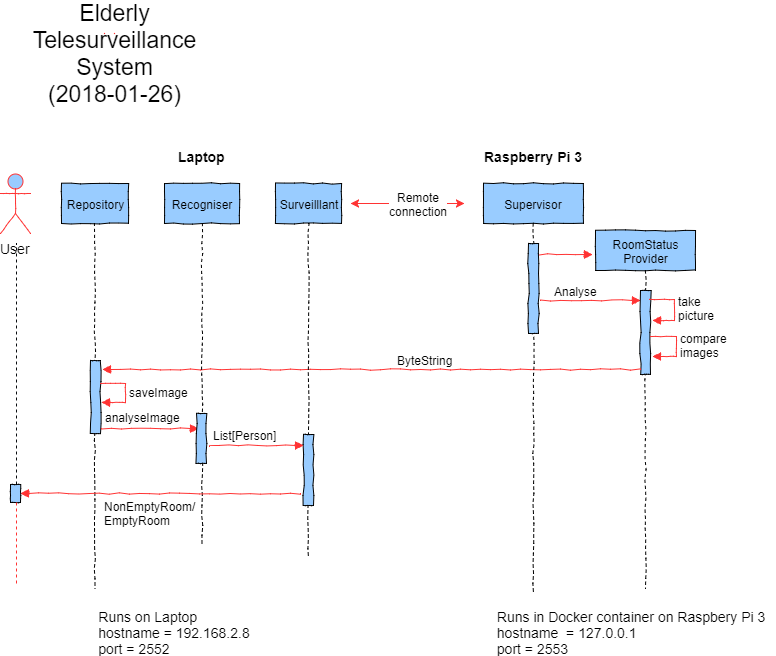 Elderly
Telesurveillance
System
(2018-01-26)
Laptop
Raspberry Pi 3
Repository
Recogniser
Surveilllant
Remote
connection
Supervisor
User
RoomStatus
Provider
Analyse
take
picture
compare
images
ByteString
saveImage
analyseImage
List[Person]
NonEmptyRoom/
EmptyRoom
Runs on Laptop
hostname = 192.168.2.8
port = 2552
Runs in Docker container on Raspbery Pi 3
hostname  = 127.0.0.1
port = 2553